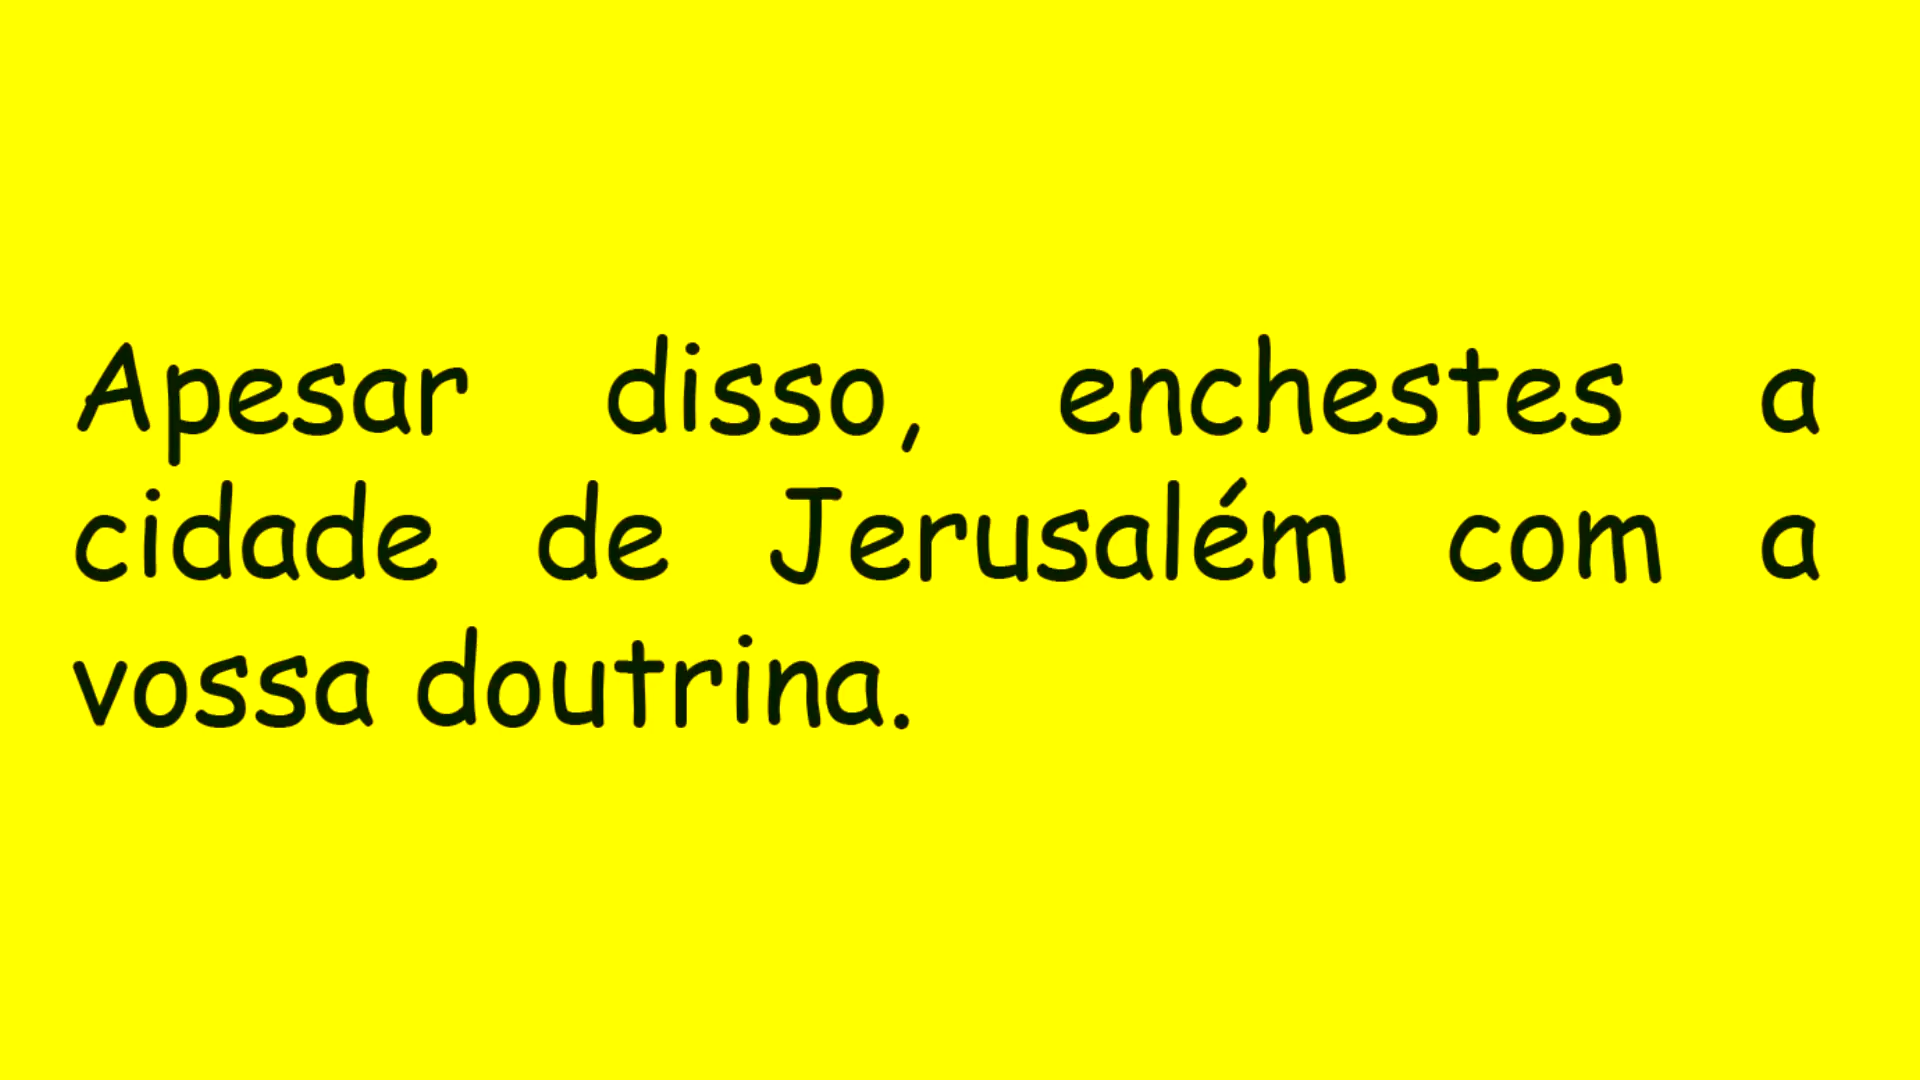 Apesar disso, enchestes a
cidade de Jerusalém com a
vossa doutrina.